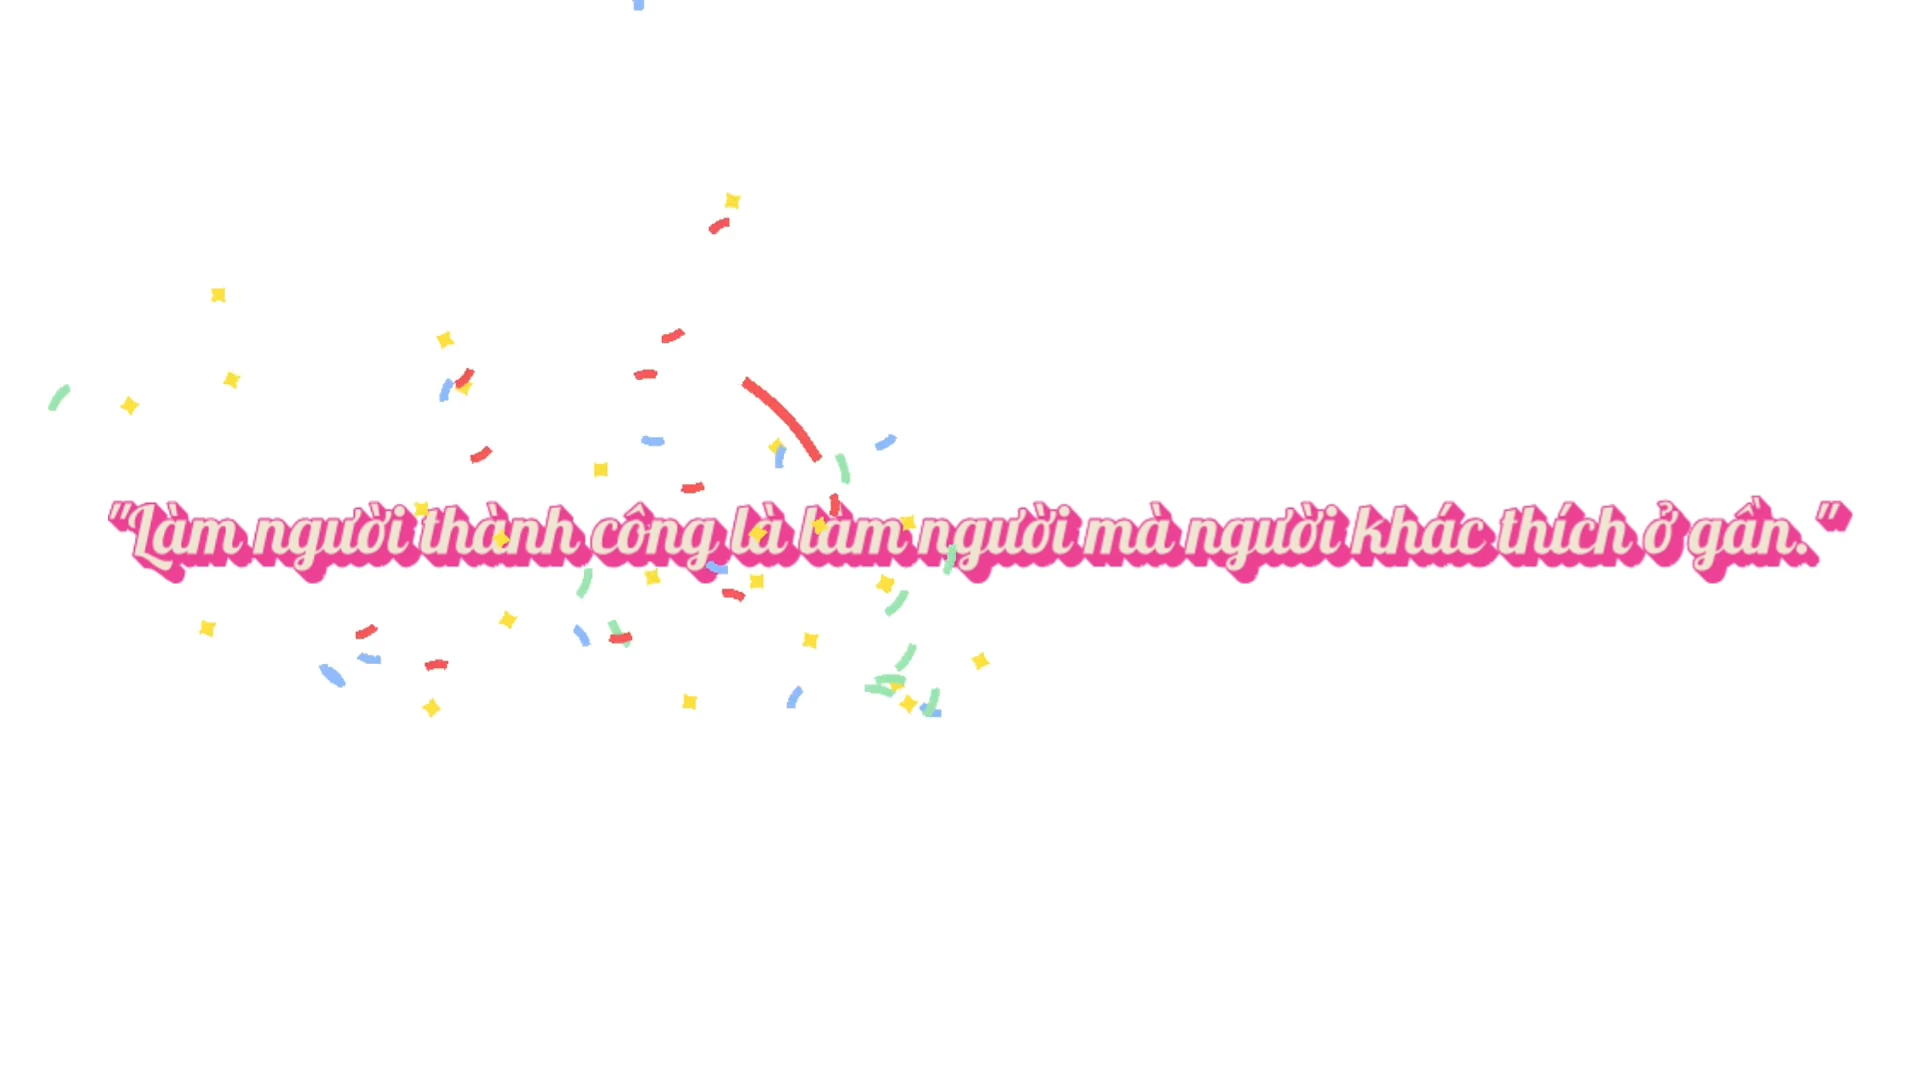 "Làm người thành công là làm người mà người khác thích ở gần. "